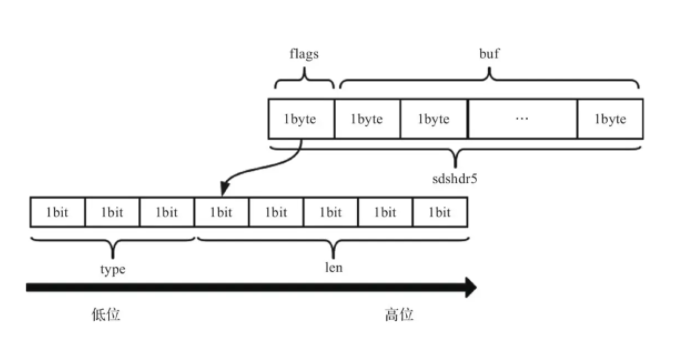 flags buf
1byte 1byte 1byte … 1byte
sdshdr5
1bit 1bit 1bit 1bit 1bit 1bit 1bit 1bit
type len
低位 高位